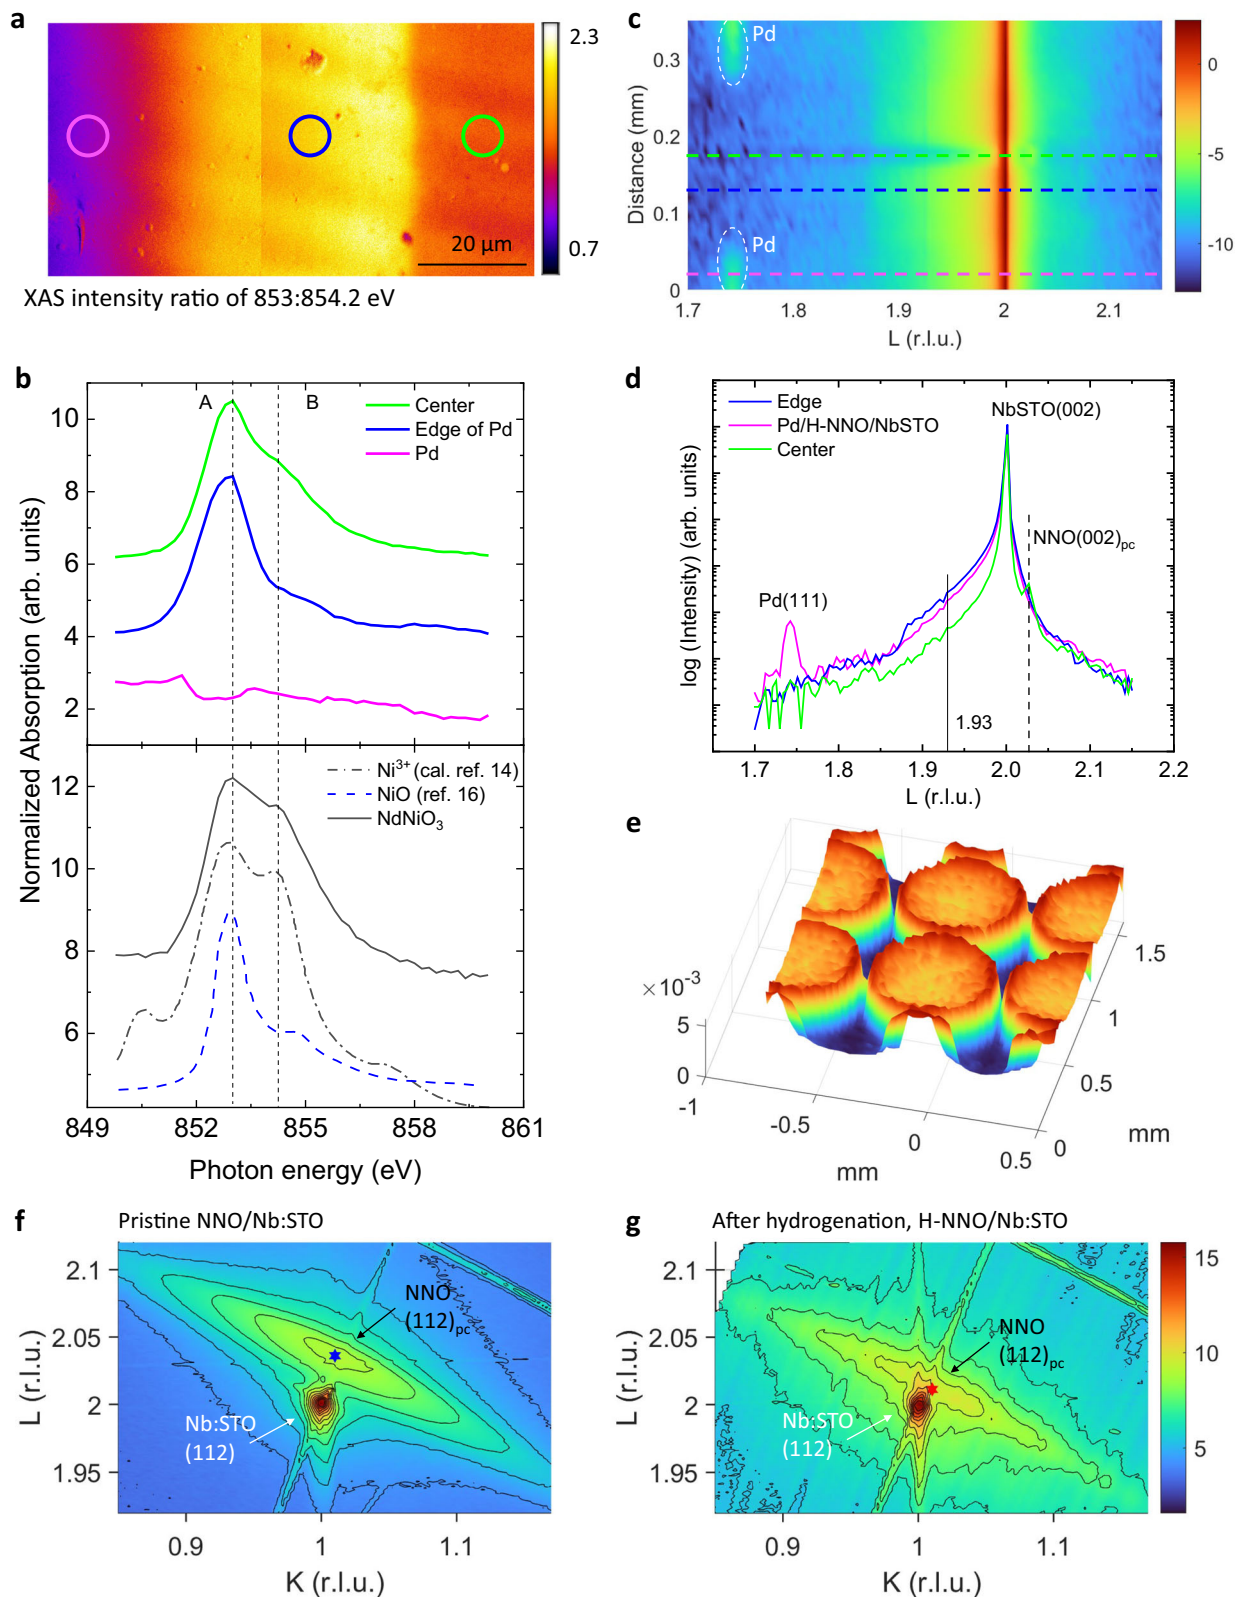 a
2.3
0.7
20 μm
XAS intensity ratio of 853:854.2 eV
c
Pd
Pd
0.3
0.2
0.1
0
Distance (mm)
1.7
1.8
1.9
2
2.1
L (r.l.u.)
0
-5
-10
b
A
B
Center
Edge of Pd
Pd
10
8
6
4
2
Normalized Absorption (arb. units)
Ni³⁺ (cal. ref. 14)
NiO (ref. 16)
NdNiO₃
12
10
8
6
849
852
855
858
861
Photon energy (eV)
d
Edge
Pd/H-NNO/NbSTO
Center
NbSTO(002)
NNO(002)pc
Pd(111)
1.93
log (Intensity) (arb. units)
1.7
1.8
1.9
2.0
2.1
2.2
L (r.l.u.)
e
×10⁻³
5
0
-1
-0.5
0
0.5
mm
0
0.5
1
1.5
mm
f
Pristine NNO/Nb:STO
NNO
(112)pc
Nb:STO
(112)
2.1
2.05
2
1.95
L (r.l.u.)
0.9
1
1.1
K (r.l.u.)
g
After hydrogenation, H-NNO/Nb:STO
NNO
(112)pc
Nb:STO
(112)
2.1
2.05
2
1.95
L (r.l.u.)
0.9
1
1.1
K (r.l.u.)
15
10
5